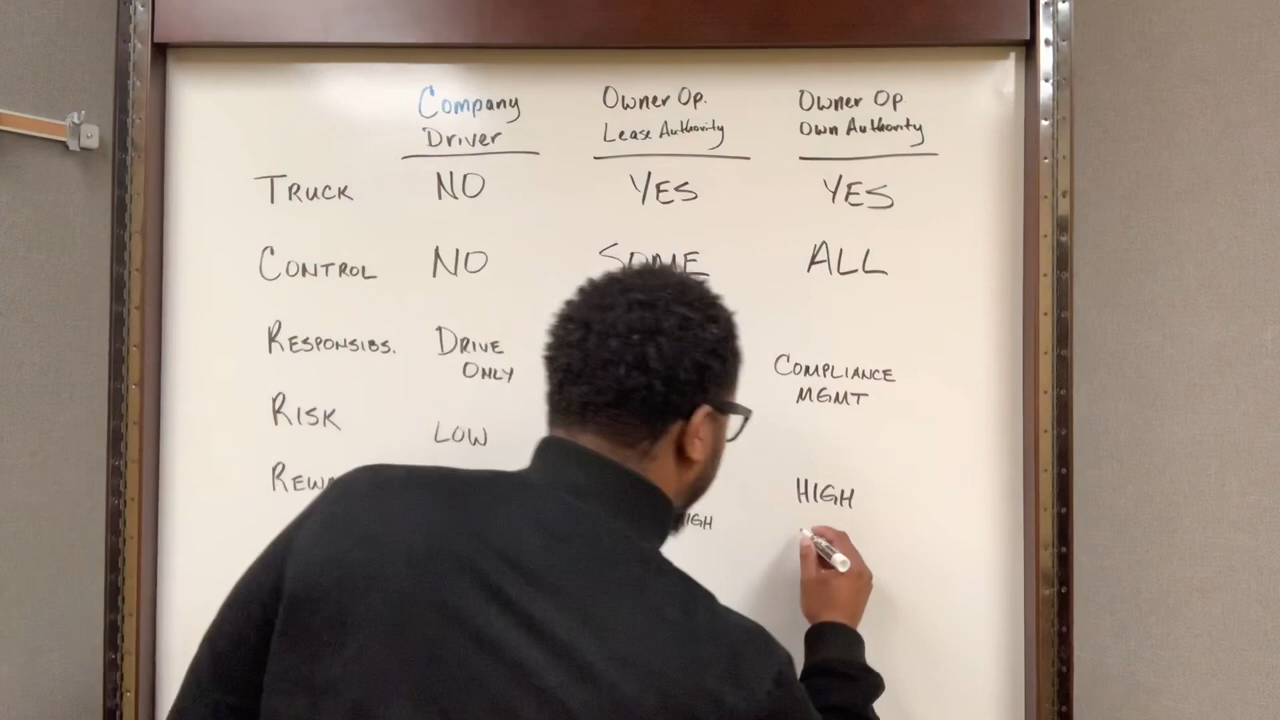 Company Driver
Owner Op. Lease Authority
Owner Op Own Authority
TRUCK NO YES YES
CONTROL NO SOME ALL
RESPONSIBS. DRIVE ONLY COMPLIANCE MGMT
RISK LOW HIGH